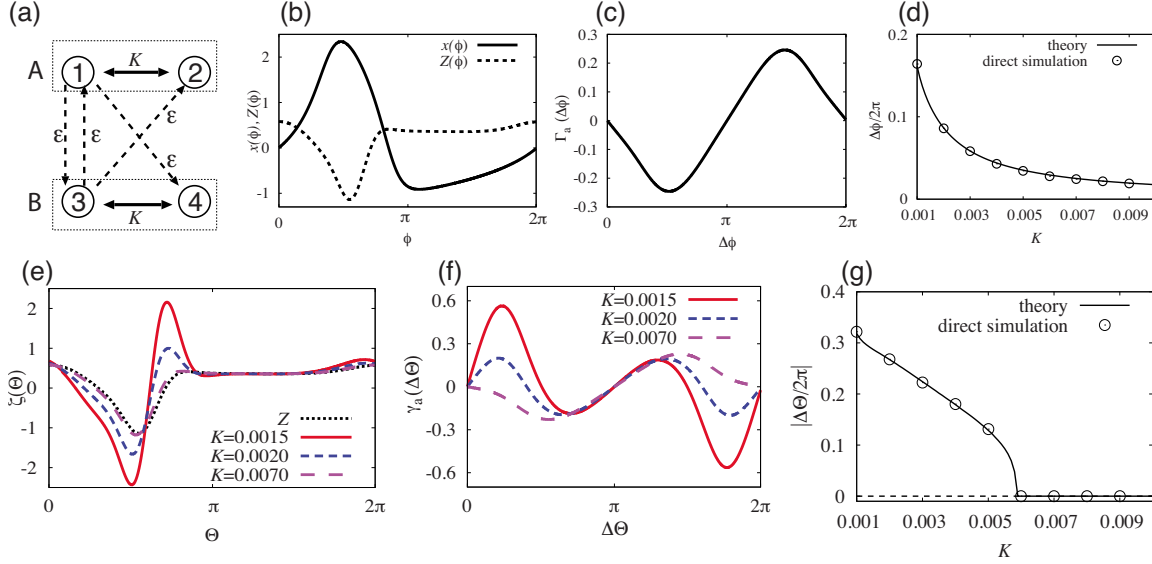 (a)
A
1
K
2
ε
ε
ε
ε
B
3
K
4
(b)
x(ϕ), Z(ϕ)
x(ϕ)
Z(ϕ)
2
1
0
-1
0
π
2π
ϕ
(c)
Γa (Δϕ)
0.3
0.2
0.1
0
-0.1
-0.2
-0.3
0
π
2π
Δϕ
(d)
Δϕ/2π
theory
direct simulation
0.2
0.1
0
0.001
0.003
0.005
0.007
0.009
K
(e)
ζ(Θ)
2
1
0
-1
-2
Z
K=0.0015
K=0.0020
K=0.0070
0
π
2π
Θ
(f)
γa (ΔΘ)
K=0.0015
K=0.0020
K=0.0070
0.6
0.3
0
-0.3
-0.6
0
π
2π
ΔΘ
(g)
|ΔΘ/2π|
theory
direct simulation
0.4
0.3
0.2
0.1
0
0.001
0.003
0.005
0.007
0.009
K